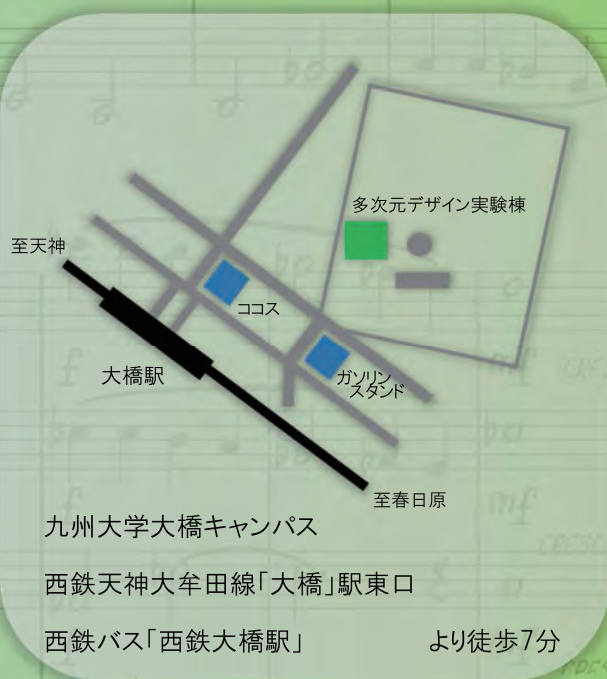 多次元デザイン実験棟
至天神
ココス
大橋駅
ガソリン
スタンド
至春日原
九州大学大橋キャンパス
西鉄天神大牟田線「大橋」駅東口
西鉄バス「西鉄大橋駅」 より徒歩7分